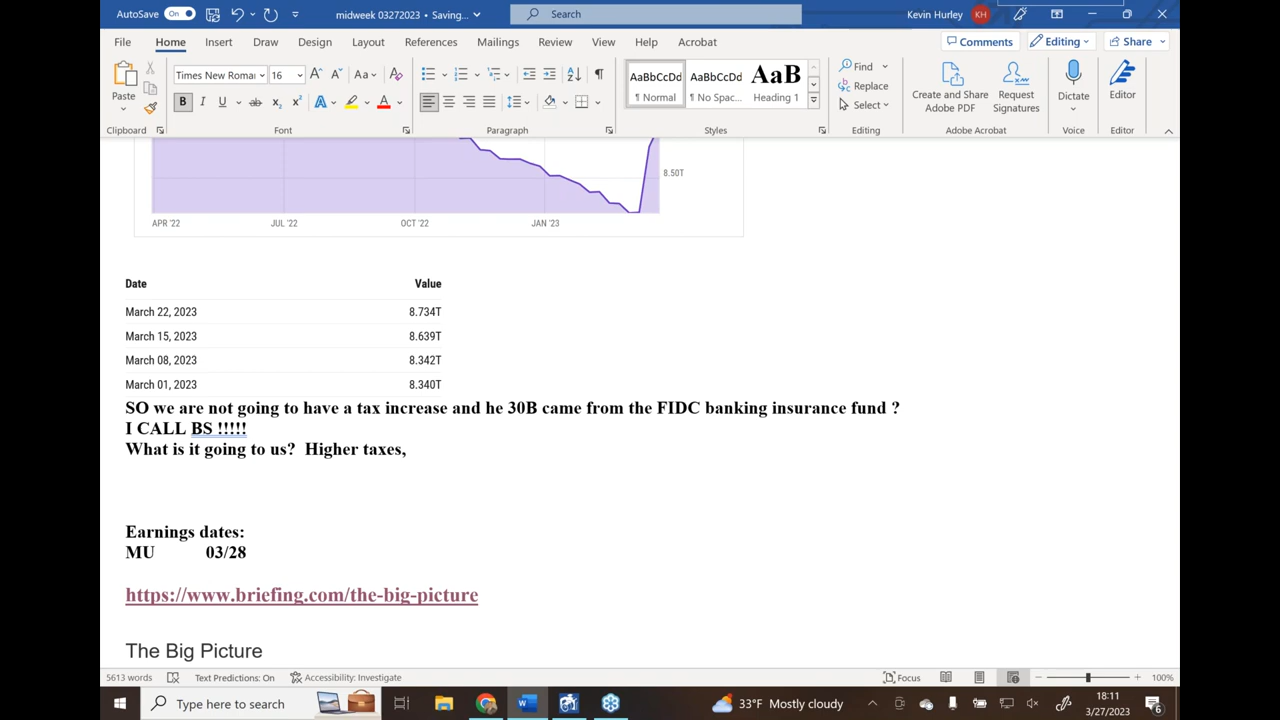 AutoSave On midweek 03272023 • Saving... Search Kevin Hurley KH
File Home Insert Draw Design Layout References Mailings Review View Help Acrobat Comments Editing Share
Paste Times New Roma 16 Aa AaBbCcDd AaBbCcDd AaB Find Replace Select Create and Share Adobe PDF Request Signatures Dictate Editor
¶ Normal ¶ No Spac... Heading 1
Clipboard Font Paragraph Styles Editing Adobe Acrobat Voice Editor
8.50T
APR '22 JUL '22 OCT '22 JAN '23
Date Value
March 22, 2023 8.734T
March 15, 2023 8.639T
March 08, 2023 8.342T
March 01, 2023 8.340T
SO we are not going to have a tax increase and he 30B came from the FIDC banking insurance fund ?
I CALL BS !!!!!
What is it going to us? Higher taxes,
Earnings dates:
MU 03/28
https://www.briefing.com/the-big-picture
The Big Picture
5613 words Text Predictions: On Accessibility: Investigate Focus 100%
Type here to search 33°F Mostly cloudy 18:11
3/27/2023 6